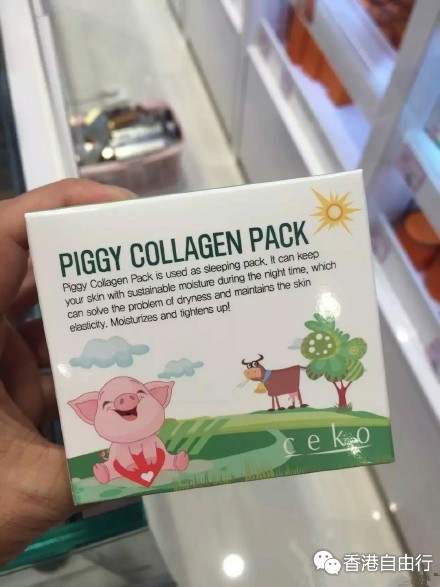 PIGGY COLLAGEN PACK
Piggy Collagen Pack is used as sleeping pack. It can keep
your skin with sustainable moisture during the night time, which
can solve the problem of dryness and maintains the skin
elasticity. Moisturizes and tightens up!
ceko
香港自由行